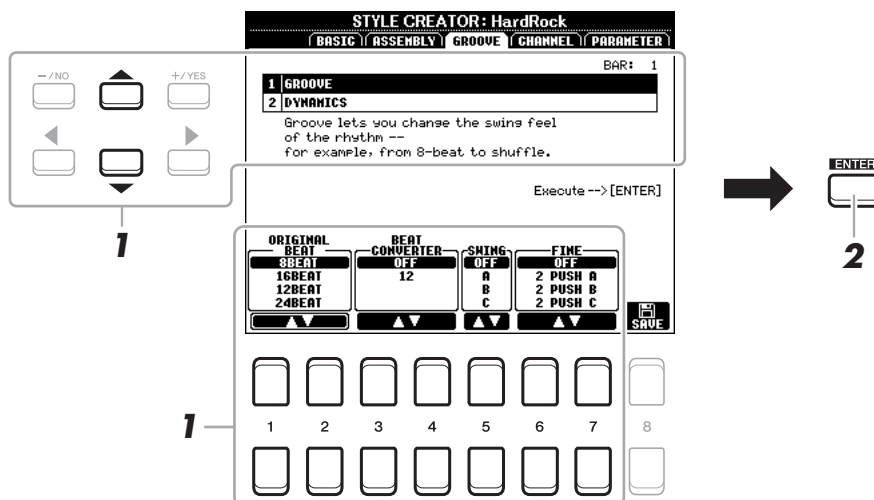 STYLE CREATOR: HardRock
BASIC ASSEMBLY GROOVE CHANNEL PARAMETER
BAR: 1
1 GROOVE
2 DYNAMICS
Groove lets you change the swing feel
of the rhythm --
for example, from 8-beat to shuffle.
Execute-->[ENTER]
–/NO
+/YES
1
ENTER
2
ORIGINAL BEAT
BEAT CONVERTER
SWING
FINE
8BEAT OFF OFF OFF
16BEAT 12 A 2 PUSH A
12BEAT B 2 PUSH B
24BEAT C 2 PUSH C
SAVE
1
1 2 3 4 5 6 7 8